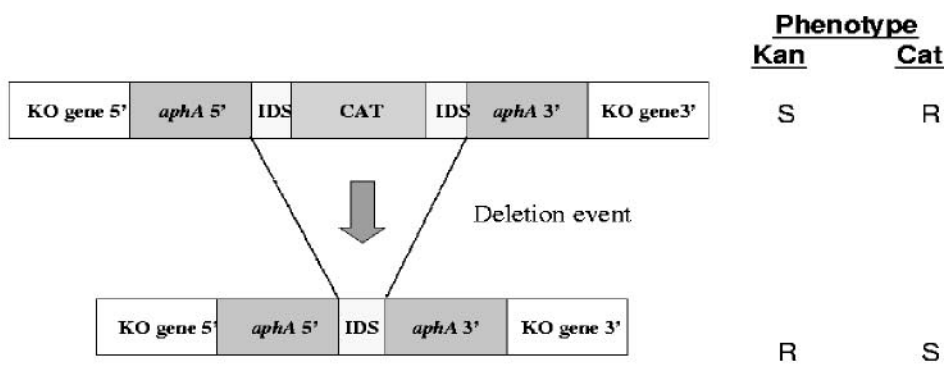 Phenotype
Kan Cat
KO gene 5' aphA 5' IDS CAT IDS aphA 3' KO gene3' S R
Deletion event
KO gene 5' aphA 5' IDS aphA 3' KO gene 3' R S